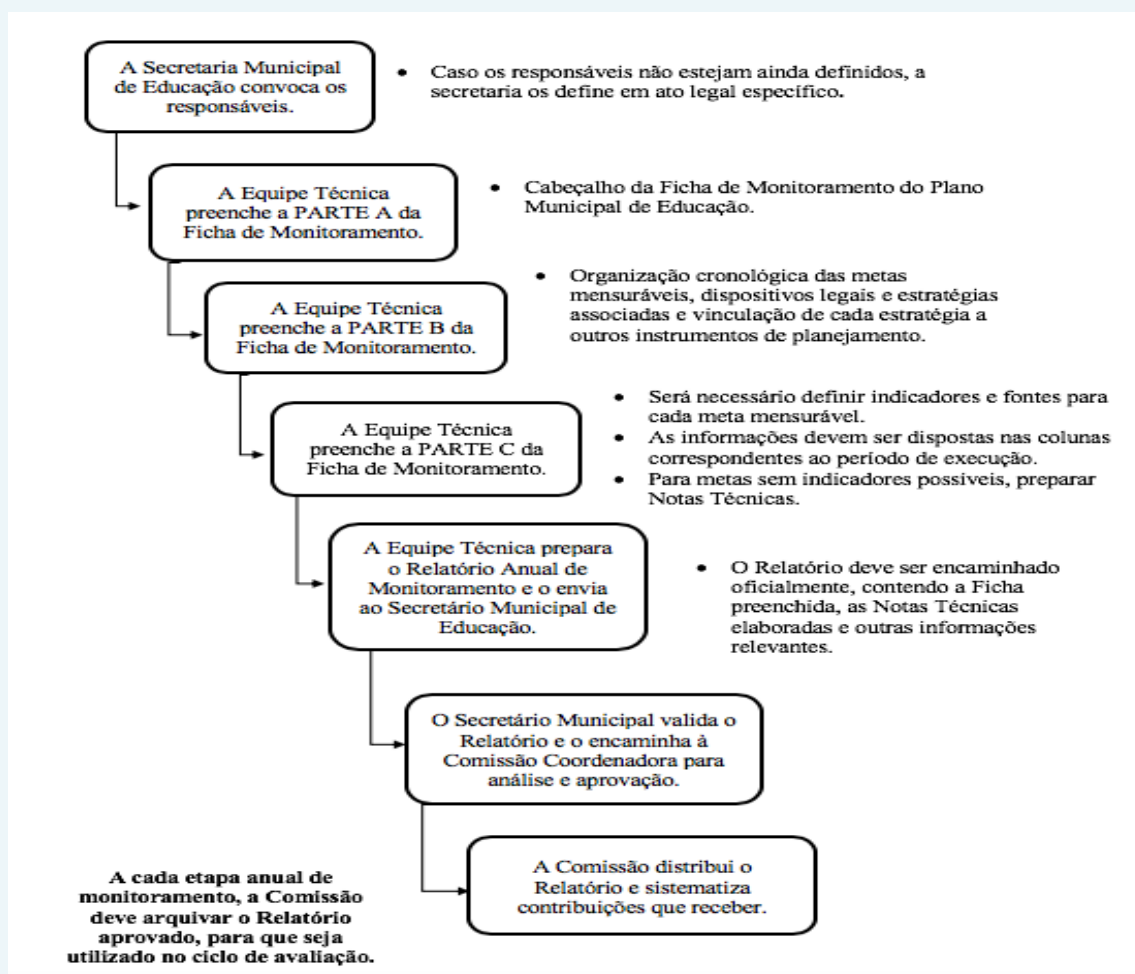 A Secretaria Municipal
de Educação convoca os
responsáveis.
• Caso os responsáveis não estejam ainda definidos, a
secretaria os define em ato legal específico.
A Equipe Técnica
preenche a PARTE A da
Ficha de Monitoramento.
• Cabeçalho da Ficha de Monitoramento do Plano
Municipal de Educação.
A Equipe Técnica
preenche a PARTE B da
Ficha de Monitoramento.
• Organização cronológica das metas
mensuráveis, dispositivos legais e estratégias
associadas e vinculação de cada estratégia a
outros instrumentos de planejamento.
A Equipe Técnica
preenche a PARTE C da
Ficha de Monitoramento.
• Será necessário definir indicadores e fontes para
cada meta mensurável.
• As informações devem ser dispostas nas colunas
correspondentes ao período de execução.
• Para metas sem indicadores possíveis, preparar
Notas Técnicas.
A Equipe Técnica prepara
o Relatório Anual de
Monitoramento e o envia
ao Secretário Municipal de
Educação.
• O Relatório deve ser encaminhado
oficialmente, contendo a Ficha
preenchida, as Notas Técnicas
elaboradas e outras informações
relevantes.
O Secretário Municipal valida o
Relatório e o encaminha à
Comissão Coordenadora para
análise e aprovação.
A Comissão distribui o
Relatório e sistematiza
contribuições que receber.
A cada etapa anual de
monitoramento, a Comissão
deve arquivar o Relatório
aprovado, para que seja
utilizado no ciclo de avaliação.